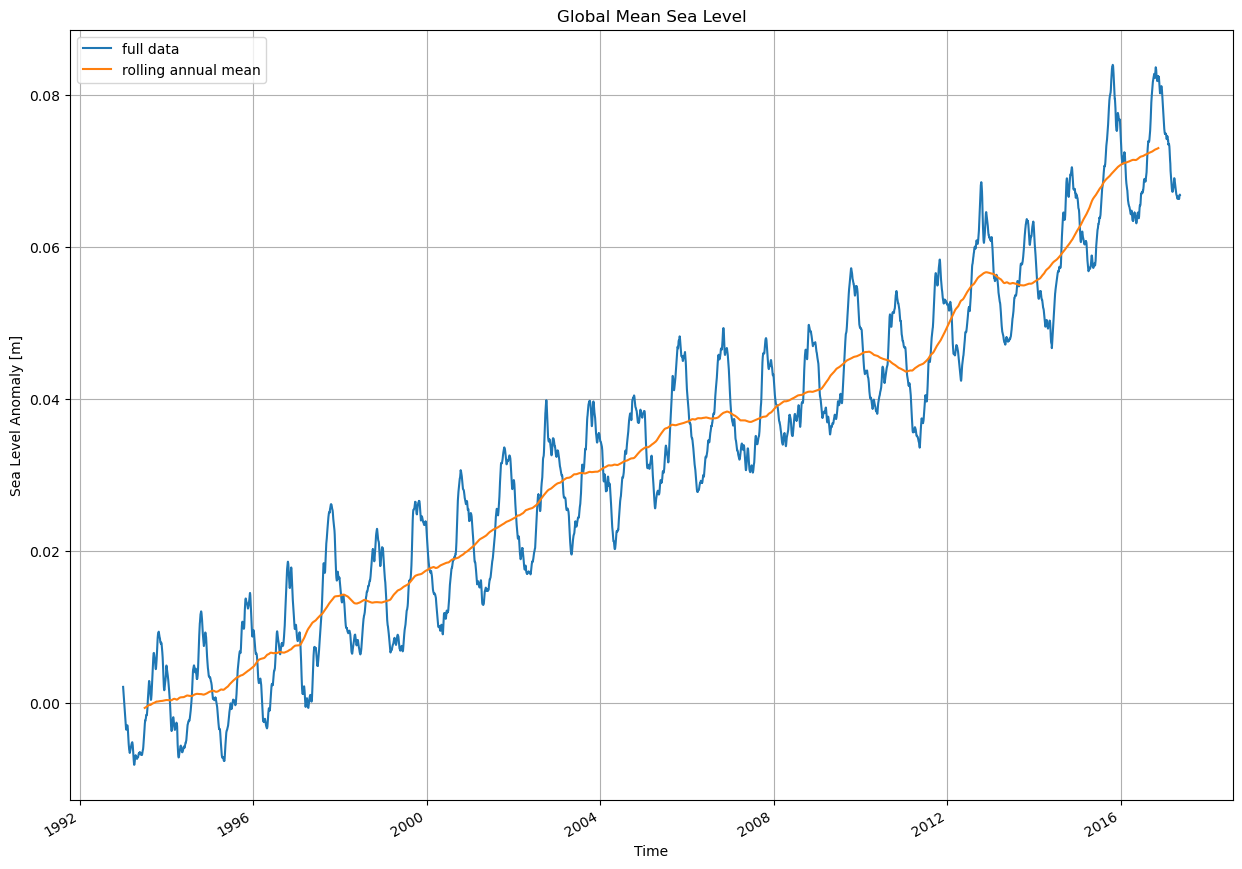 Global Mean Sea Level
full data
rolling annual mean
Sea Level Anomaly [m]
0.08
0.06
0.04
0.02
0.00
1992
1996
2000
2004
2008
2012
2016
Time